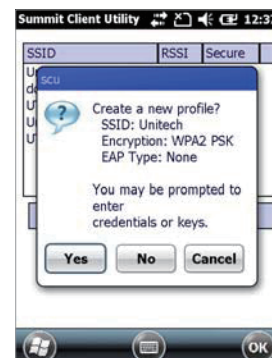 Summit Client Utility 12:3
SSID RSSI Secure
scu
Create a new profile?
SSID: Unitech
Encryption: WPA2 PSK
EAP Type: None
You may be prompted to
enter
credentials or keys.
Yes No Cancel
OK